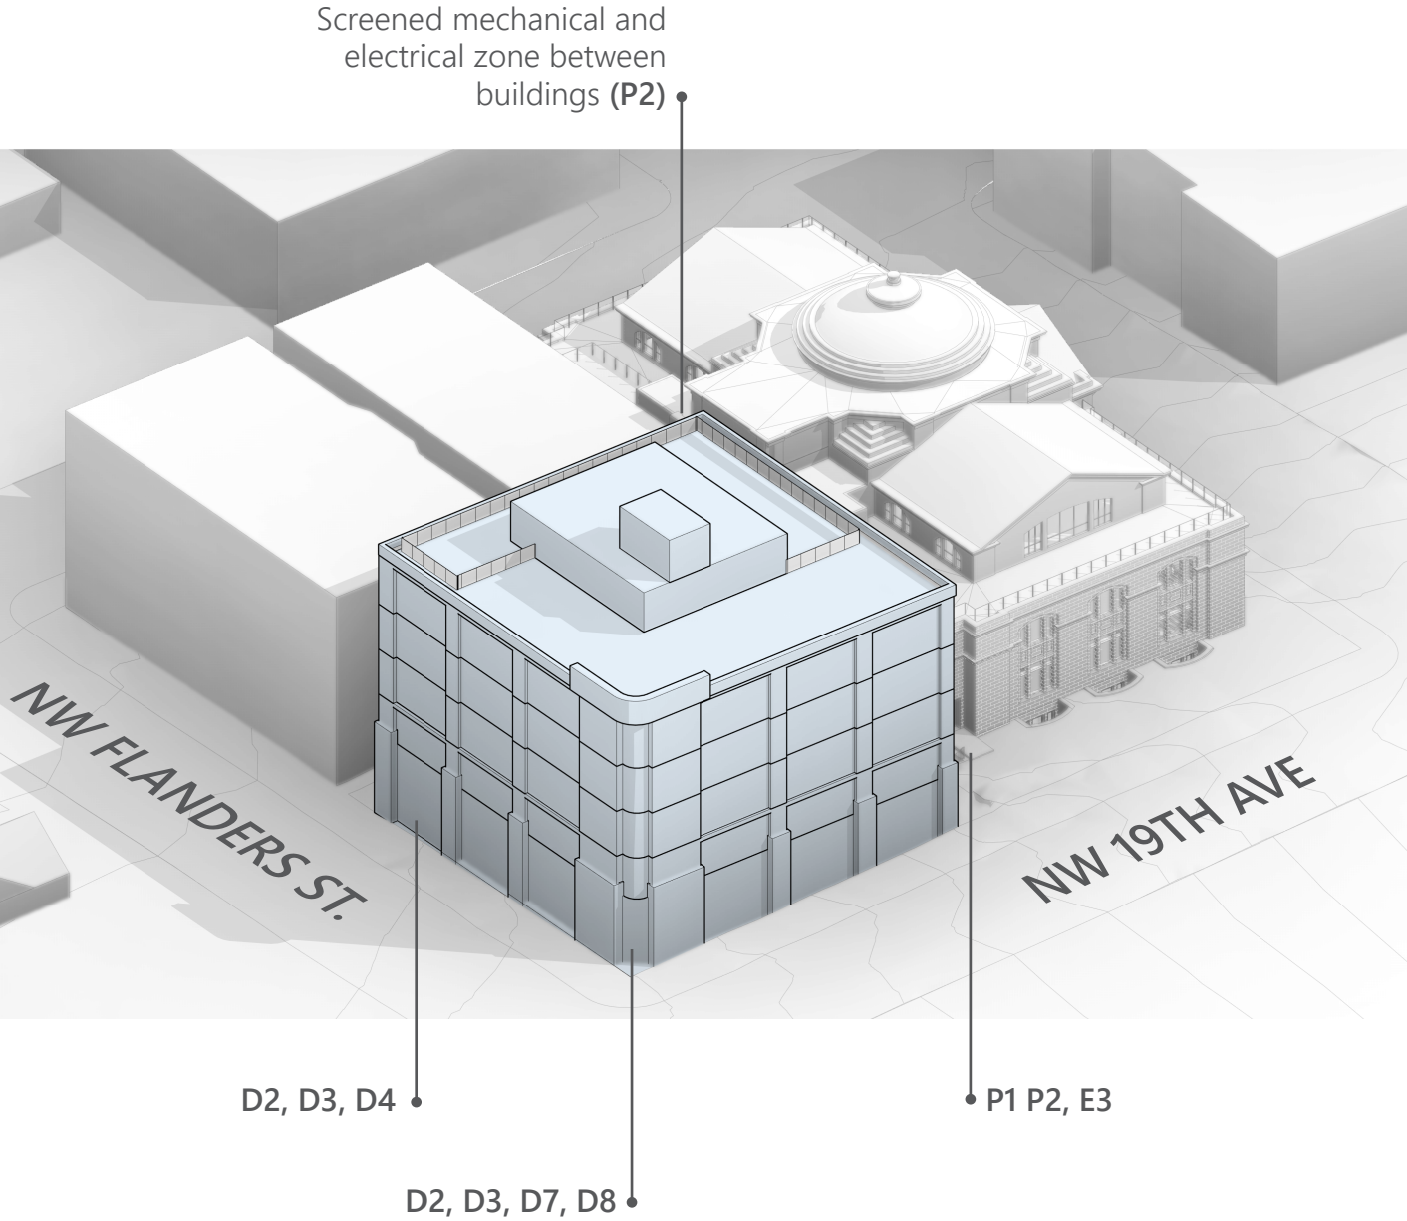 Screened mechanical and
electrical zone between
buildings (P2)
NW FLANDERS ST.
NW 19TH AVE
D2, D3, D4
P1 P2, E3
D2, D3, D7, D8